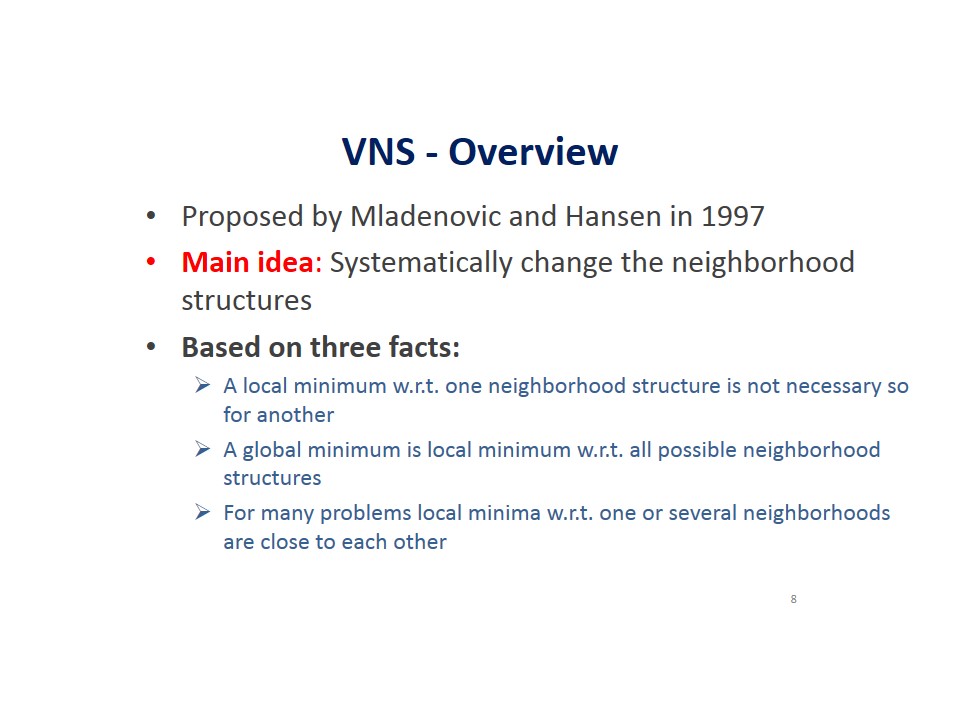 VNS - Overview
• Proposed by Mladenovic and Hansen in 1997
• Main idea: Systematically change the neighborhood
structures
• Based on three facts:
➢ A local minimum w.r.t. one neighborhood structure is not necessary so
for another
➢ A global minimum is local minimum w.r.t. all possible neighborhood
structures
➢ For many problems local minima w.r.t. one or several neighborhoods
are close to each other
8